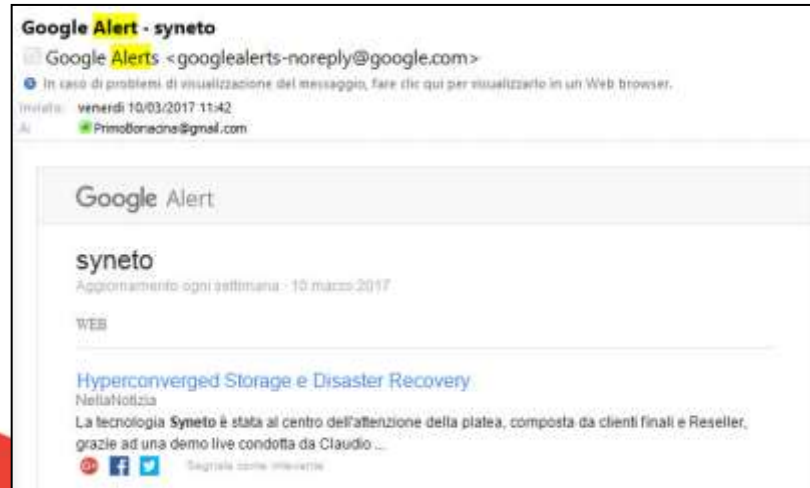 Google Alert - syneto
Google Alerts <googlealerts-noreply@google.com>
In caso di problemi di visualizzazione del messaggio, fare clic qui per visualizzarlo in un Web browser.
Inviato: venerdì 10/03/2017 11:42
A: PrimoBonacina@gmail.com
Google Alert
syneto
Aggiornamento ogni settimana · 10 marzo 2017
WEB
Hyperconverged Storage e Disaster Recovery
NellaNotizia
La tecnologia Syneto è stata al centro dell'attenzione della platea, composta da clienti finali e Reseller,
grazie ad una demo live condotta da Claudio ...
Segnala come irrilevante